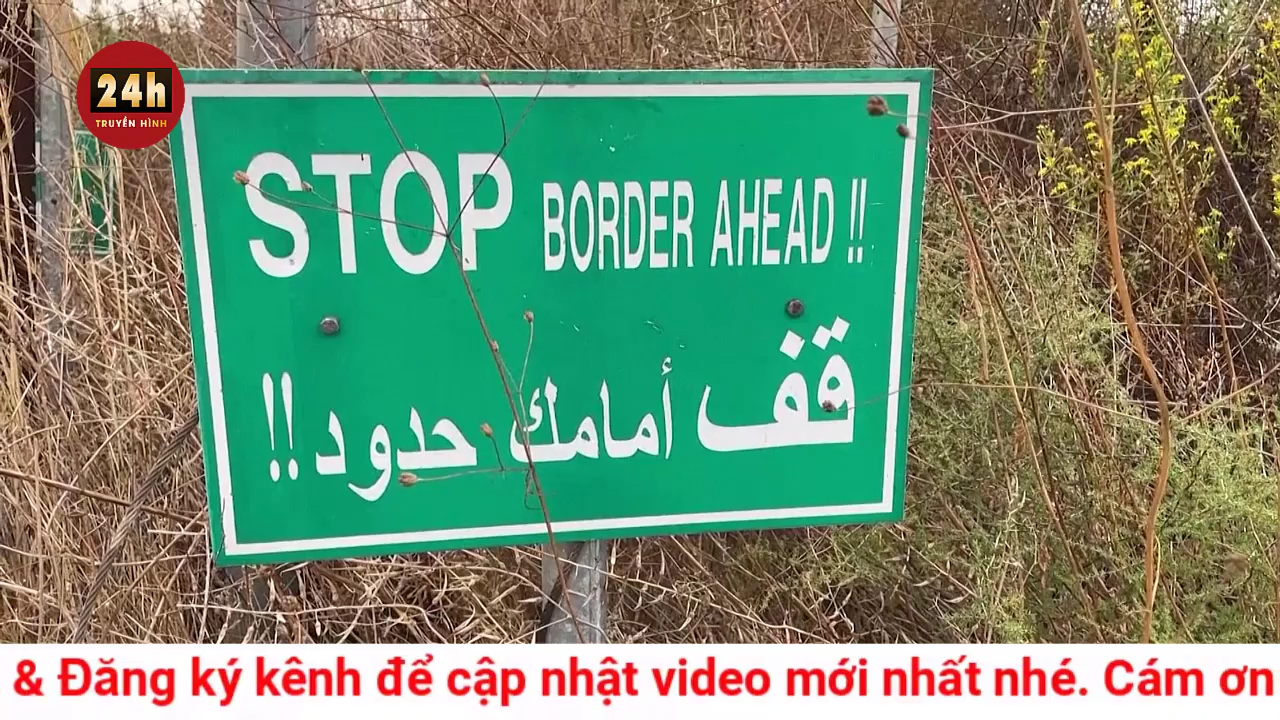 24h
TRUYỀN HÌNH
STOP BORDER AHEAD !!
قف أمامك حدود !!
& Đăng ký kênh để cập nhật video mới nhất nhé. Cám ơn